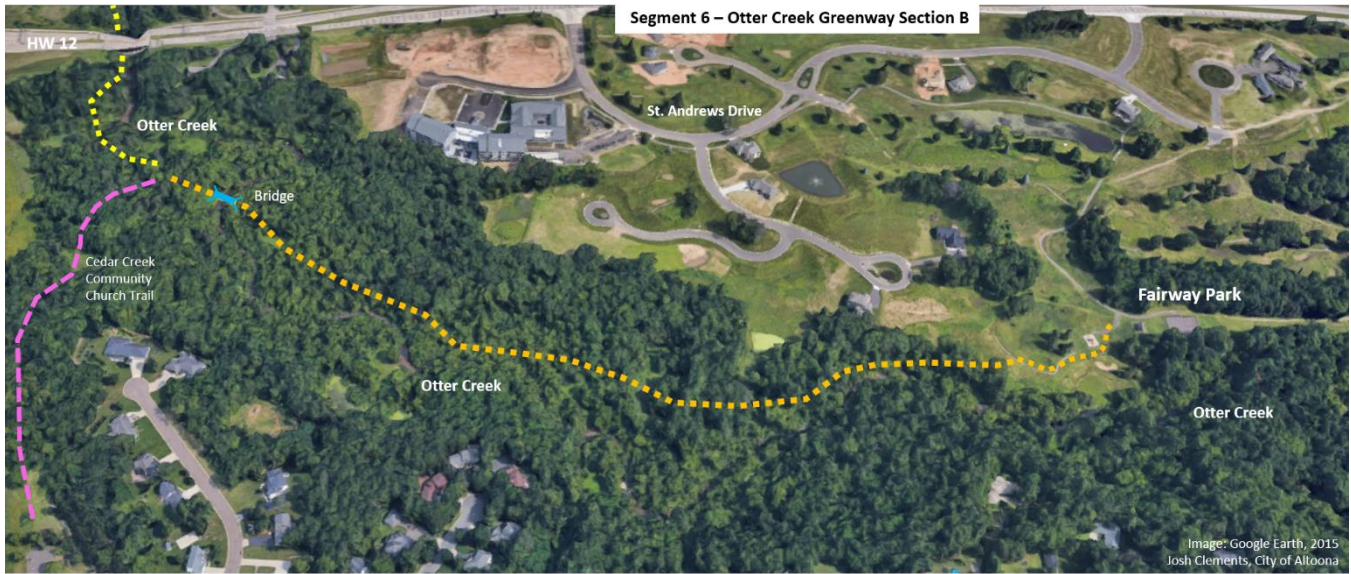 Segment 6 – Otter Creek Greenway Section B
HW 12
St. Andrews Drive
Otter Creek
Bridge
Cedar Creek
Community
Church Trail
Fairway Park
Otter Creek
Otter Creek
Image: Google Earth, 2015
Josh Clements, City of Altoona